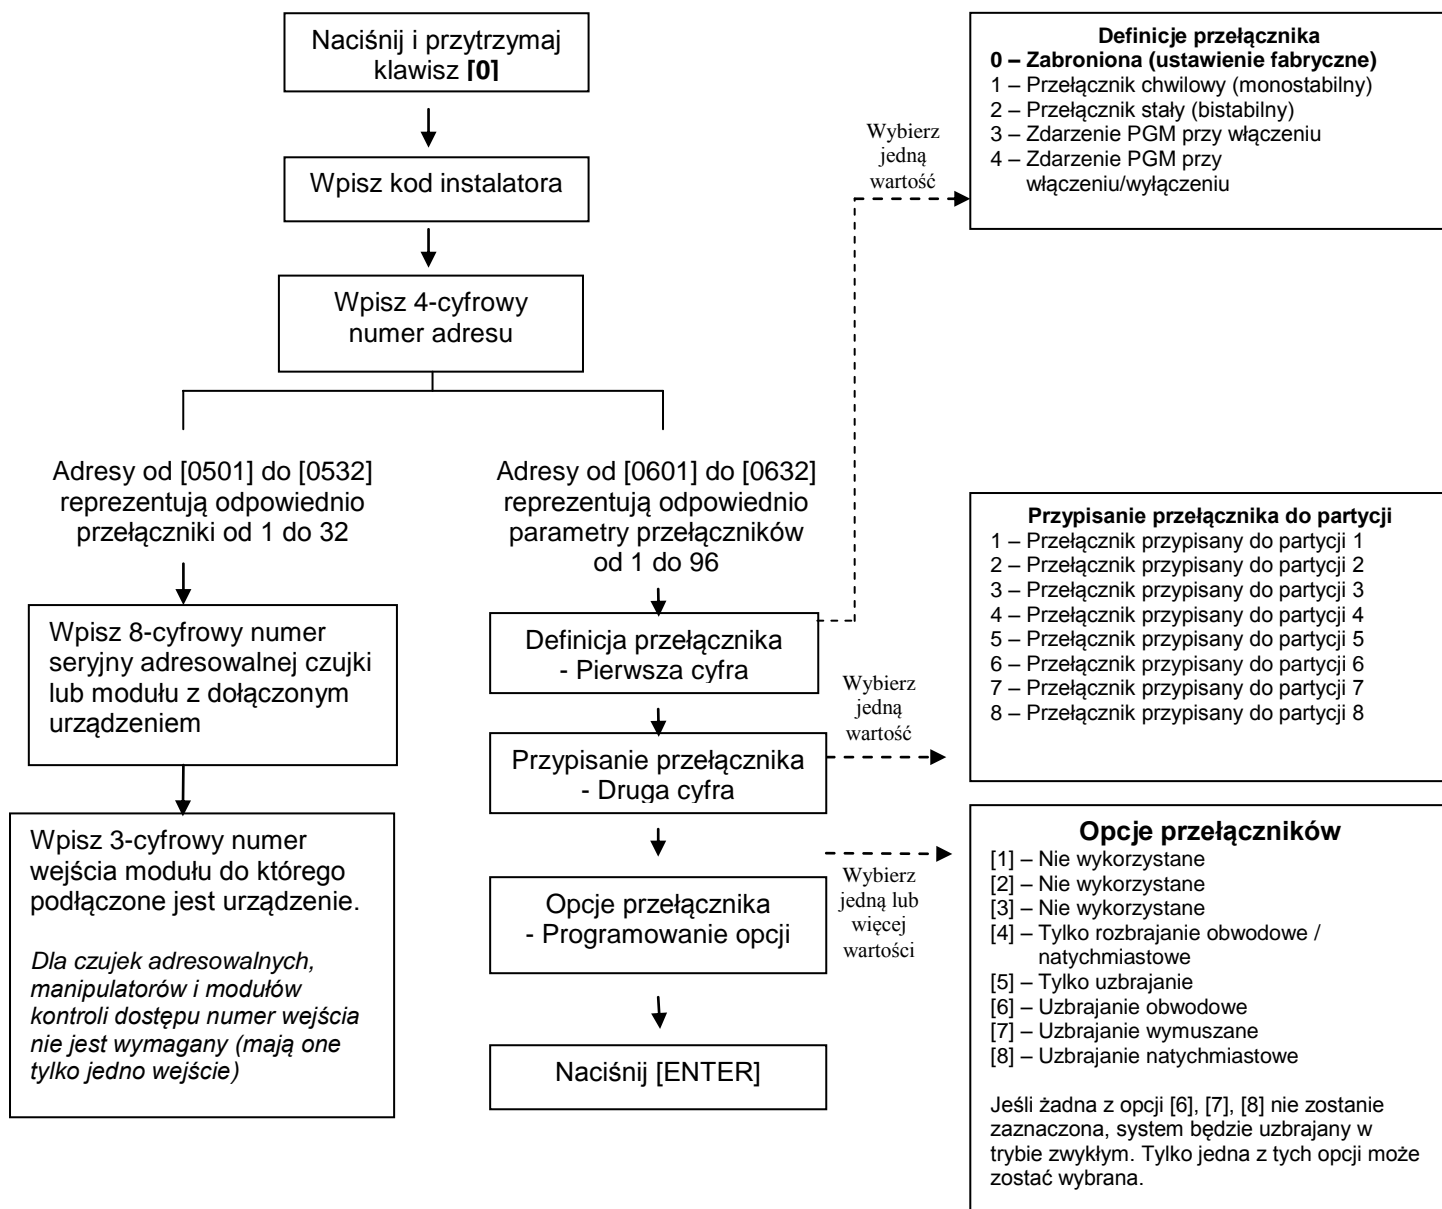 Naciśnij i przytrzymaj
klawisz [0]
Wpisz kod instalatora
Wpisz 4-cyfrowy
numer adresu
Adresy od [0501] do [0532]
reprezentują odpowiednio
przełączniki od 1 do 32
Wpisz 8-cyfrowy numer
seryjny adresowalnej czujki
lub modułu z dołączonym
urządzeniem
Wpisz 3-cyfrowy numer
wejścia modułu do którego
podłączone jest urządzenie.
Dla czujek adresowalnych,
manipulatorów i modułów
kontroli dostępu numer wejścia
nie jest wymagany (mają one
tylko jedno wejście)
Adresy od [0601] do [0632]
reprezentują odpowiednio
parametry przełączników
od 1 do 96
Definicja przełącznika
- Pierwsza cyfra
Przypisanie przełącznika
- Druga cyfra
Opcje przełącznika
- Programowanie opcji
Naciśnij [ENTER]
Wybierz
jedną
wartość
Definicje przełącznika
0 – Zabroniona (ustawienie fabryczne)
1 – Przełącznik chwilowy (monostabilny)
2 – Przełącznik stały (bistabilny)
3 – Zdarzenie PGM przy włączeniu
4 – Zdarzenie PGM przy
włączeniu/wyłączeniu
Wybierz
jedną
wartość
Przypisanie przełącznika do partycji
1 – Przełącznik przypisany do partycji 1
2 – Przełącznik przypisany do partycji 2
3 – Przełącznik przypisany do partycji 3
4 – Przełącznik przypisany do partycji 4
5 – Przełącznik przypisany do partycji 5
6 – Przełącznik przypisany do partycji 6
7 – Przełącznik przypisany do partycji 7
8 – Przełącznik przypisany do partycji 8
Wybierz
jedną lub
więcej
wartości
Opcje przełączników
[1] – Nie wykorzystane
[2] – Nie wykorzystane
[3] – Nie wykorzystane
[4] – Tylko rozbrajanie obwodowe /
natychmiastowe
[5] – Tylko uzbrajanie
[6] – Uzbrajanie obwodowe
[7] – Uzbrajanie wymuszane
[8] – Uzbrajanie natychmiastowe
Jeśli żadna z opcji [6], [7], [8] nie zostanie
zaznaczona, system będzie uzbrajany w
trybie zwykłym. Tylko jedna z tych opcji może
zostać wybrana.